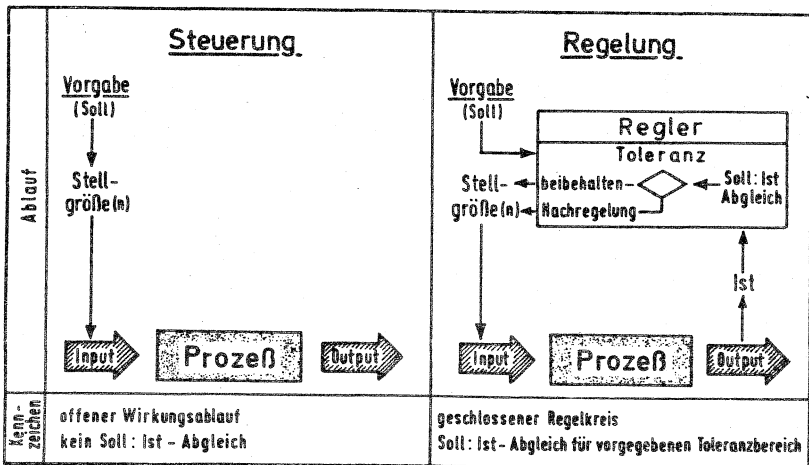 Steuerung
Vorgabe
(Soll)
Stell-
größe(n)
Input
Prozeß
Output
Regelung
Vorgabe
(Soll)
Regler
Toleranz
Stell-
größe(n)
beibehalten
Nachregelung
Soll: Ist
Abgleich
Ist
Input
Prozeß
Output
Ablauf
Kenn-
zeichen
offener Wirkungsablauf
kein Soll: Ist - Abgleich
geschlossener Regelkreis
Soll: Ist - Abgleich für vorgegebenen Toleranzbereich